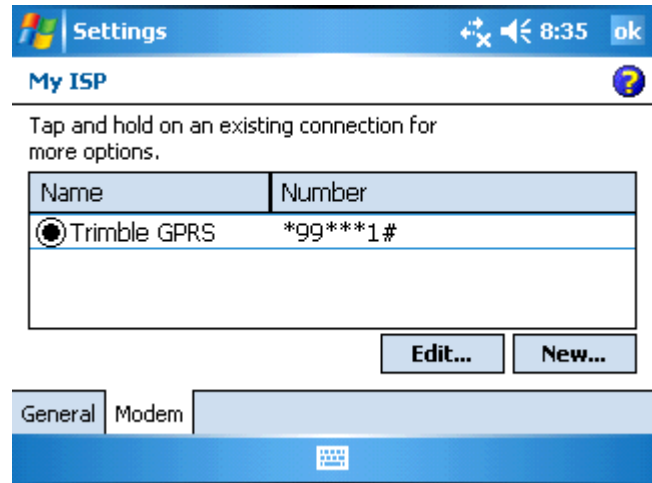 Settings 8:35 ok
My ISP ?
Tap and hold on an existing connection for
more options.
Name Number
Trimble GPRS *99***1#
Edit... New...
General Modem